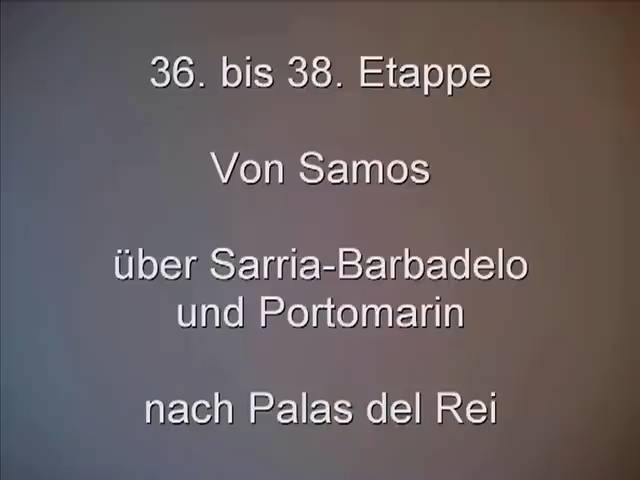 36. bis 38. Etappe
Von Samos
über Sarria-Barbadelo
und Portomarin
nach Palas del Rei